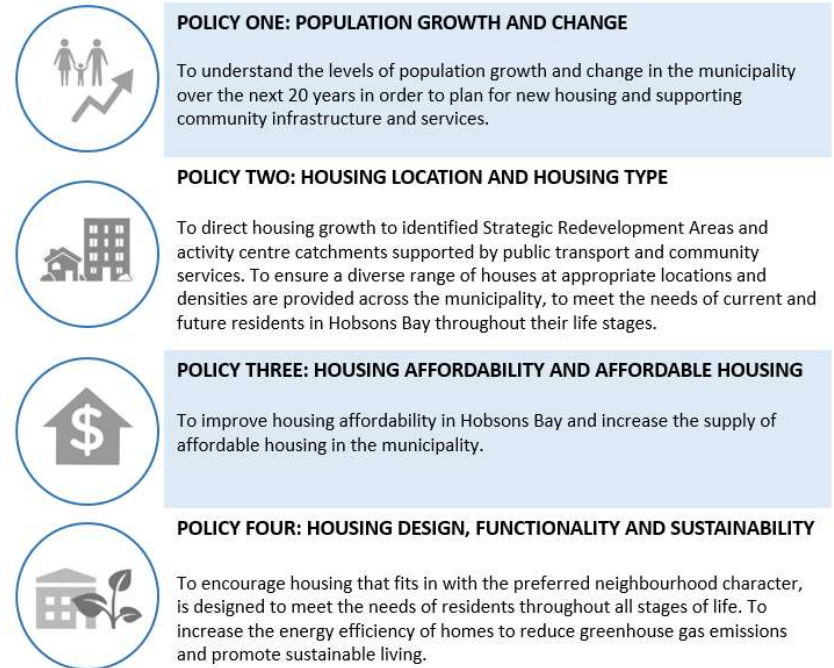 POLICY ONE: POPULATION GROWTH AND CHANGE
To understand the levels of population growth and change in the municipality
over the next 20 years in order to plan for new housing and supporting
community infrastructure and services.
POLICY TWO: HOUSING LOCATION AND HOUSING TYPE
To direct housing growth to identified Strategic Redevelopment Areas and
activity centre catchments supported by public transport and community
services. To ensure a diverse range of houses at appropriate locations and
densities are provided across the municipality, to meet the needs of current and
future residents in Hobsons Bay throughout their life stages.
$
POLICY THREE: HOUSING AFFORDABILITY AND AFFORDABLE HOUSING
To improve housing affordability in Hobsons Bay and increase the supply of
affordable housing in the municipality.
POLICY FOUR: HOUSING DESIGN, FUNCTIONALITY AND SUSTAINABILITY
To encourage housing that fits in with the preferred neighbourhood character,
is designed to meet the needs of residents throughout all stages of life. To
increase the energy efficiency of homes to reduce greenhouse gas emissions
and promote sustainable living.